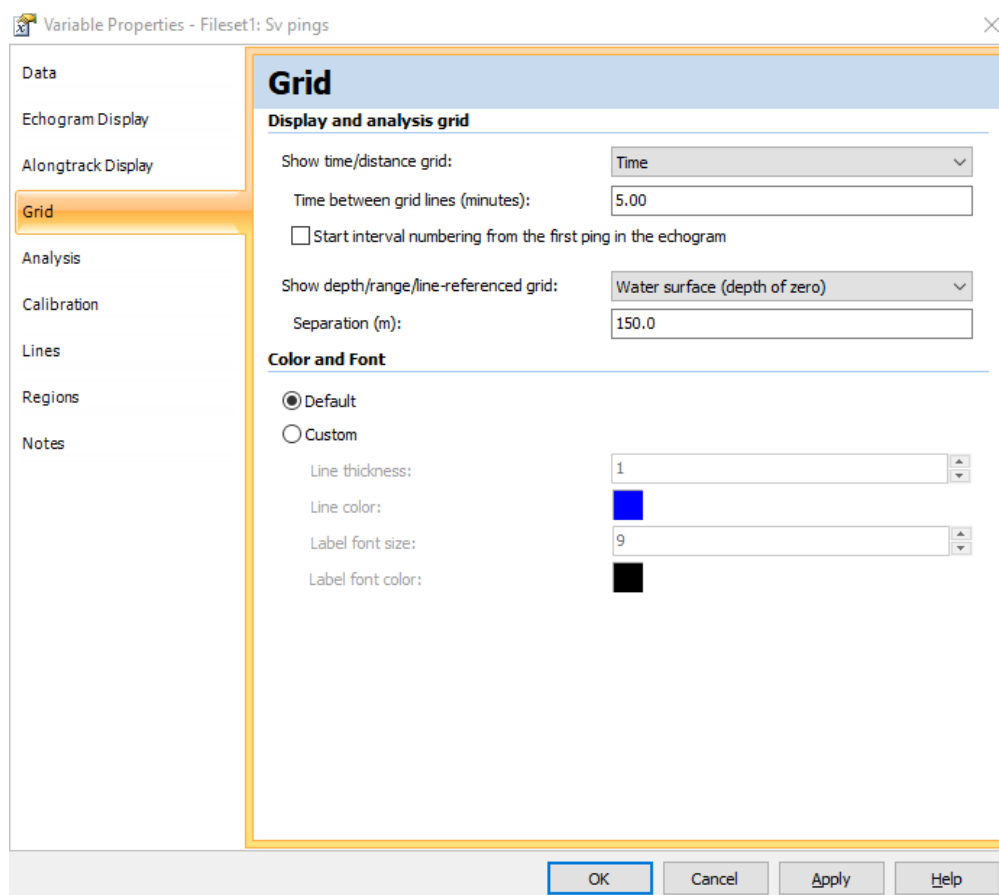 Variable Properties - Fileset1: Sv pings
Data
Echogram Display
Alongtrack Display
Grid
Analysis
Calibration
Lines
Regions
Notes
Grid
Display and analysis grid
Show time/distance grid: Time
Time between grid lines (minutes): 5.00
Start interval numbering from the first ping in the echogram
Show depth/range/line-referenced grid: Water surface (depth of zero)
Separation (m): 150.0
Color and Font
Default
Custom
Line thickness: 1
Line color:
Label font size: 9
Label font color:
OK Cancel Apply Help